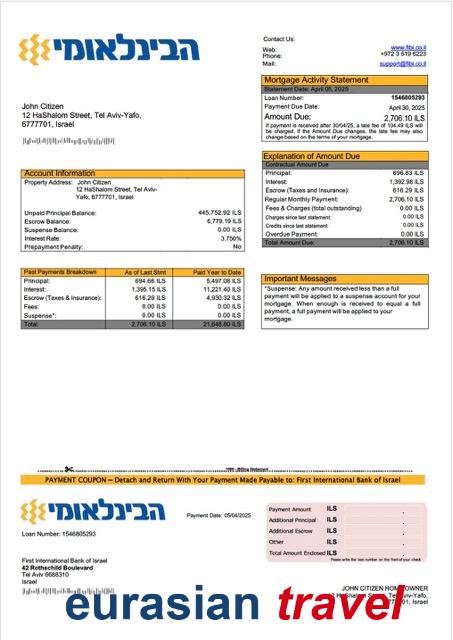 הבינלאומי
Contact Us:
Web: www.fibi.co.il
Phone: +972 3 519 6223
Mail: support@fibi.co.il
Mortgage Activity Statement
Statement Date: April 05, 2025
Loan Number: 1546805293
Payment Due Date: April 30, 2025
Amount Due: 2,706.10 ILS
If payment is received after 30/04/25, a late fee of 104.49 ILS will
be charged. If the Amount Due changes, the late fee may also
change based on the terms of your mortgage.
John Citizen
12 HaShalom Street, Tel Aviv-Yafo,
6777701, Israel
Explanation of Amount Due
Contractual Amount Due
Principal: 696.83 ILS
Interest: 1,392.98 ILS
Escrow (Taxes and Insurance): 616.29 ILS
Regular Monthly Payment: 2,706.10 ILS
Fees & Charges (total outstanding) 0.00 ILS
Charges since last statement: 0.00 ILS
Credits since last statement: 0.00 ILS
Overdue Payment: 0.00 ILS
Total Amount Due: 2,706.10 ILS
Account Information
Property Address: John Citizen
12 HaShalom Street, Tel Aviv-
Yafo, 6777701, Israel
Unpaid Principal Balance: 445,752.92 ILS
Escrow Balance: 6,779.19 ILS
Suspense Balance: 0.00 ILS
Interest Rate: 3.750%
Prepayment Penalty: No
Past Payments Breakdown As of Last Stmt Paid Year to Date
Principal: 694.66 ILS 5,497.08 ILS
Interest: 1,395.15 ILS 11,221.40 ILS
Escrow (Taxes & Insurance): 616.29 ILS 4,930.32 ILS
Fees: 0.00 ILS 0.00 ILS
Suspense*: 0.00 ILS 0.00 ILS
Total: 2,706.10 ILS 21,648.80 ILS
Important Messages
*Suspense: Any amount received less than a full
payment will be applied to a suspense account for your
mortgage. When enough is received to equal a full
payment, a full payment will be applied to your
mortgage.
Billing Statement
PAYMENT COUPON – Detach and Return With Your Payment Made Payable to: First International Bank of Israel
הבינלאומי
Payment Date: 05/04/2025
Loan Number: 1546805293
Payment Amount ILS .
Additional Principal ILS .
Additional Escrow ILS .
Other ILS .
Total Amount Enclosed ILS .
Please write the loan number on the front of your check
First International Bank of Israel
42 Rothchild Boulevard
Tel Aviv 6688310
Israel
JOHN CITIZEN HOMEOWNER
12 HaShalom Street, Tel Aviv-Yafo,
6777701, Israel
eurasian travel